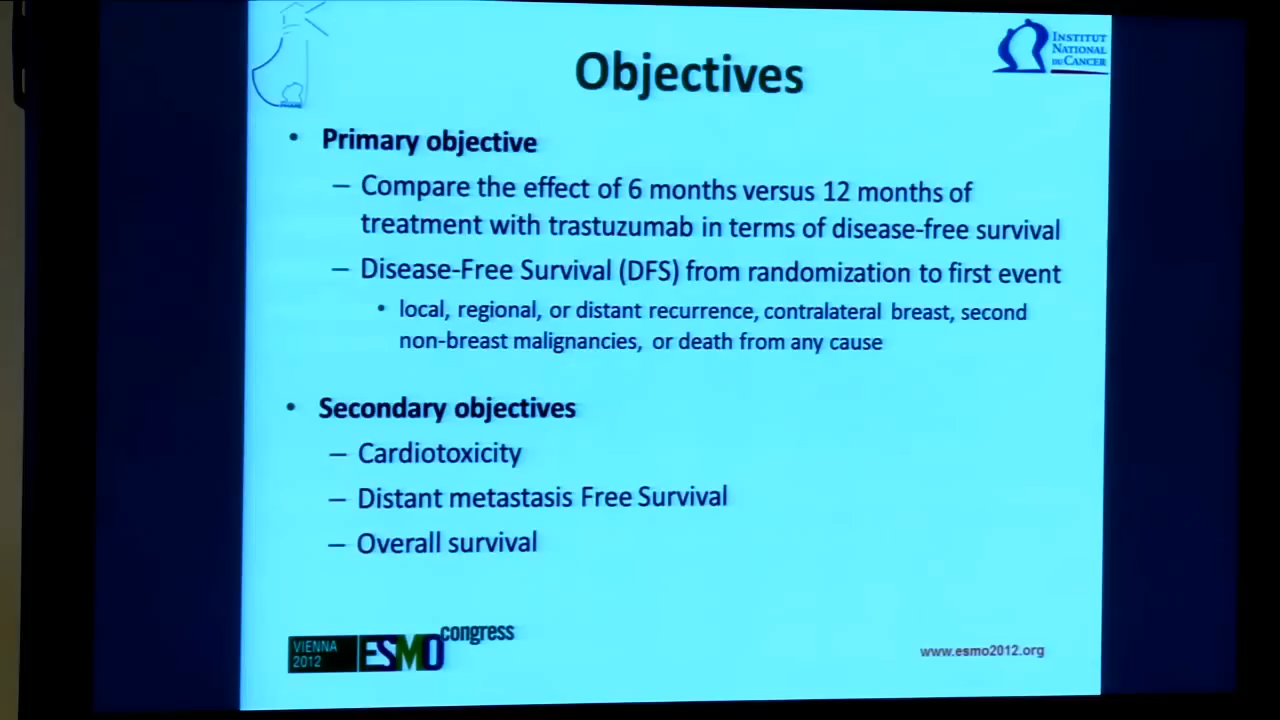 Objectives
INSTITUT
NATIONAL
DU CANCER
• Primary objective
– Compare the effect of 6 months versus 12 months of
treatment with trastuzumab in terms of disease-free survival
– Disease-Free Survival (DFS) from randomization to first event
• local, regional, or distant recurrence, contralateral breast, second
non-breast malignancies, or death from any cause
• Secondary objectives
– Cardiotoxicity
– Distant metastasis Free Survival
– Overall survival
VIENNA
2012
ESMO congress
www.esmo2012.org